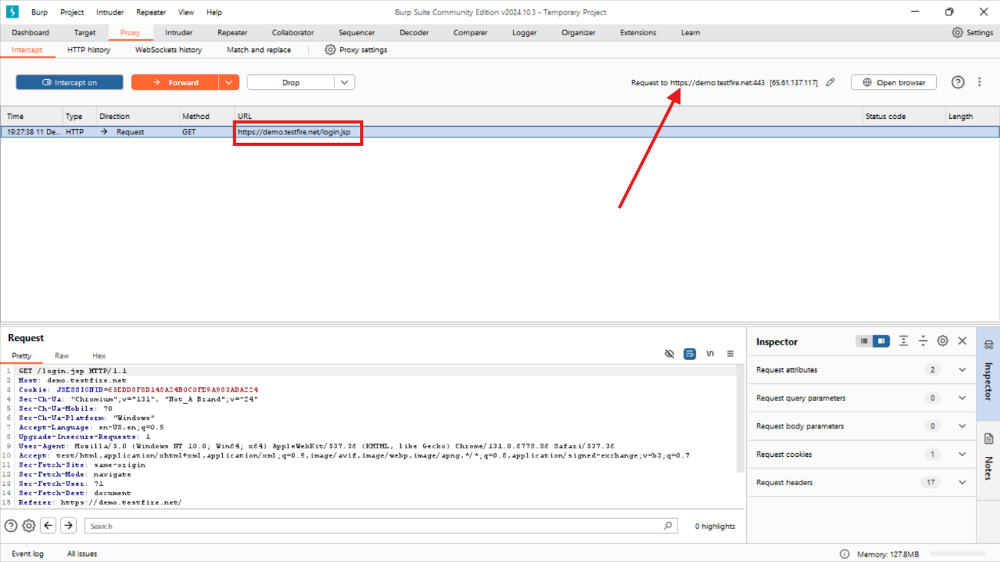 Burp Project Intruder Repeater View Help Burp Suite Community Edition v2024.10.3 - Temporary Project
Dashboard Target Proxy Intruder Repeater Collaborator Sequencer Decoder Comparer Logger Organizer Extensions Learn Settings
Intercept HTTP history WebSockets history Match and replace Proxy settings
Intercept on Forward Drop Request to https://demo.testfire.net:443 [65.61.137.117] Open browser
Time Type Direction Method URL Status code Length
19:27:38 11 De... HTTP → Request GET https://demo.testfire.net/login.jsp
Request
Pretty Raw Hex \n
1 GET /login.jsp HTTP/1.1
2 Host: demo.testfire.net
3 Cookie: JSESSIONID=65EDD8F8D148A24B0C0FE9A983ADA224
4 Sec-Ch-Ua: "Chromium";v="131", "Not_A Brand";v="24"
5 Sec-Ch-Ua-Mobile: ?0
6 Sec-Ch-Ua-Platform: "Windows"
7 Accept-Language: en-US,en;q=0.9
8 Upgrade-Insecure-Requests: 1
9 User-Agent: Mozilla/5.0 (Windows NT 10.0; Win64; x64) AppleWebKit/537.36 (KHTML, like Gecko) Chrome/131.0.6778.86 Safari/537.36
10 Accept: text/html,application/xhtml+xml,application/xml;q=0.9,image/avif,image/webp,image/apng,*/*;q=0.8,application/signed-exchange;v=b3;q=0.7
11 Sec-Fetch-Site: same-origin
12 Sec-Fetch-Mode: navigate
13 Sec-Fetch-User: ?1
14 Sec-Fetch-Dest: document
15 Referer: https://demo.testfire.net/
Search 0 highlights
Inspector
Request attributes 2
Request query parameters 0
Request body parameters 0
Request cookies 1
Request headers 17
Inspector
Notes
Event log All issues Memory: 127.8MB